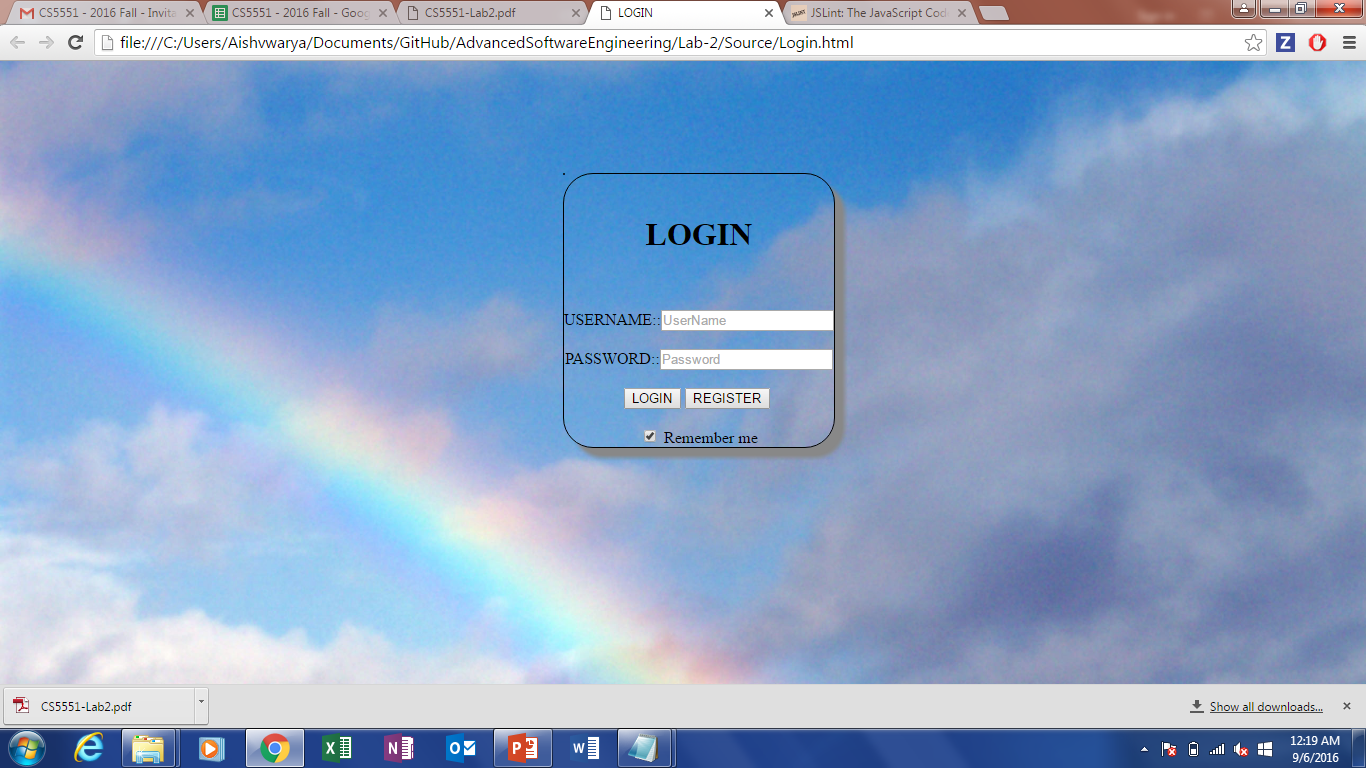 CS5551 - 2016 Fall - Invita
CS5551 - 2016 Fall - Goog
CS5551-Lab2.pdf
LOGIN
JSLint: The JavaScript Cod
file:///C:/Users/Aishvwarya/Documents/GitHub/AdvancedSoftwareEngineering/Lab-2/Source/Login.html
Z
LOGIN
USERNAME::UserName
PASSWORD::Password
LOGIN REGISTER
Remember me
CS5551-Lab2.pdf
Show all downloads...
12:19 AM
9/6/2016